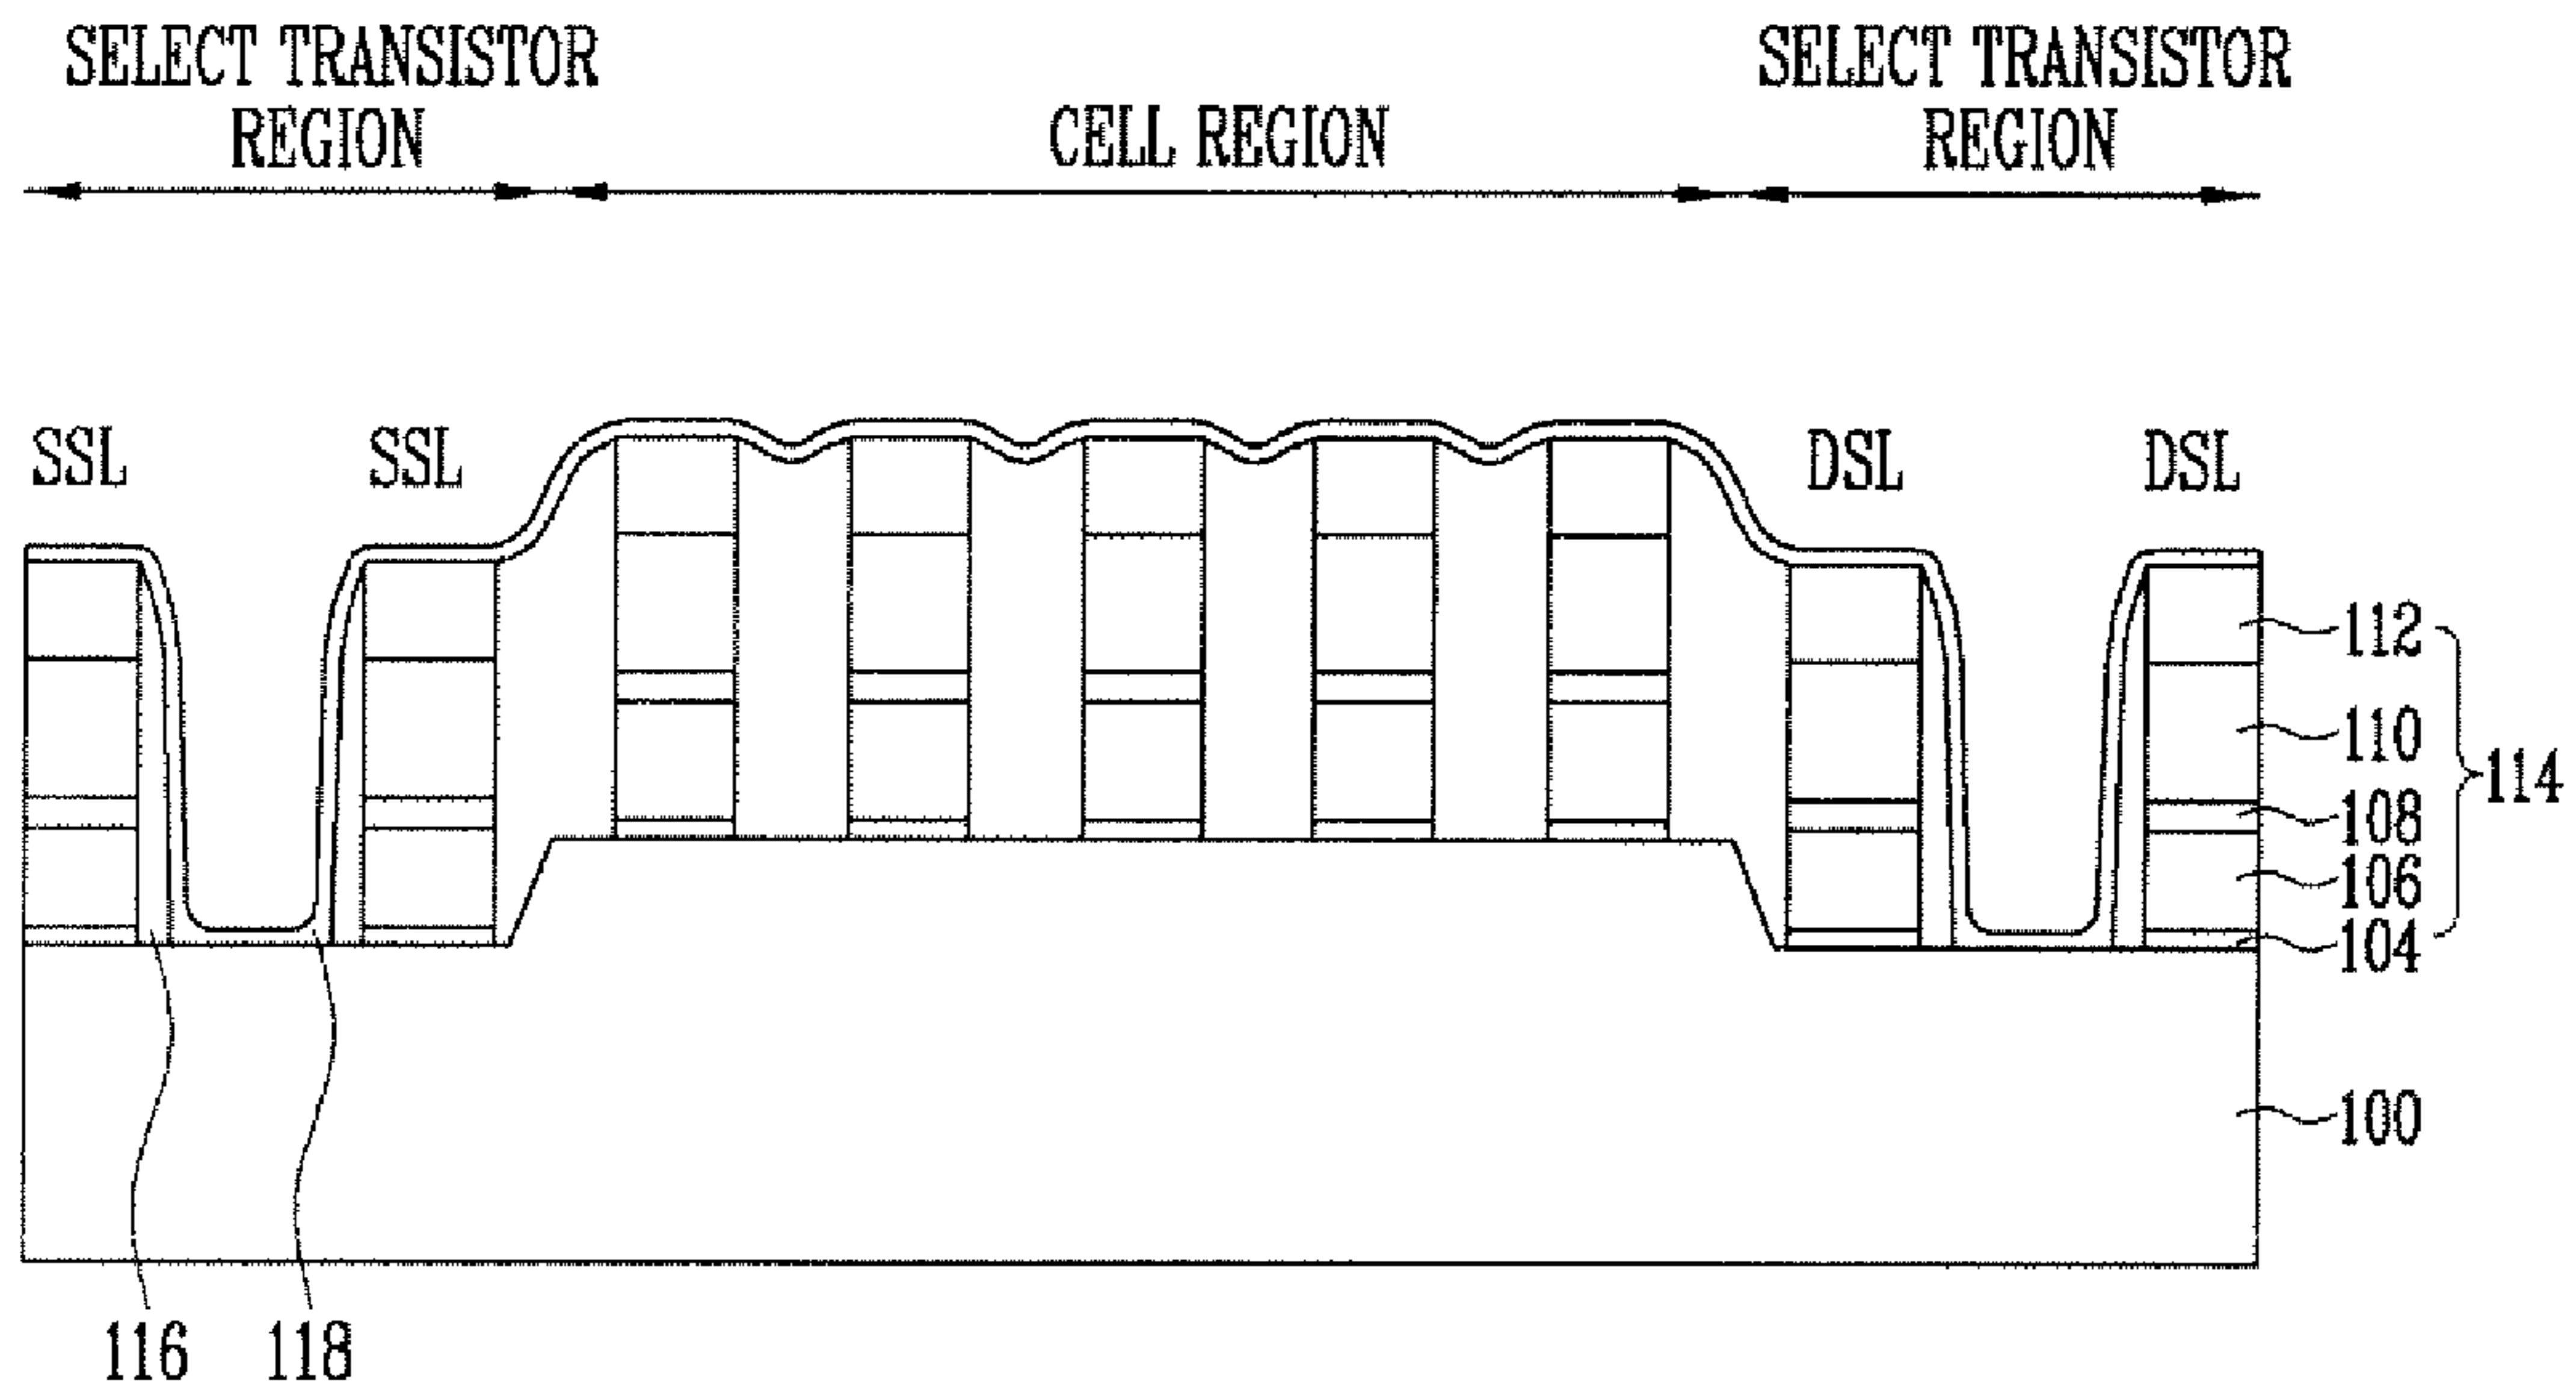 SELECT TRANSISTOR
REGION
CELL REGION
SELECT TRANSISTOR
REGION
SSL
SSL
DSL
DSL
112
110
114
108
106
104
100
116
118